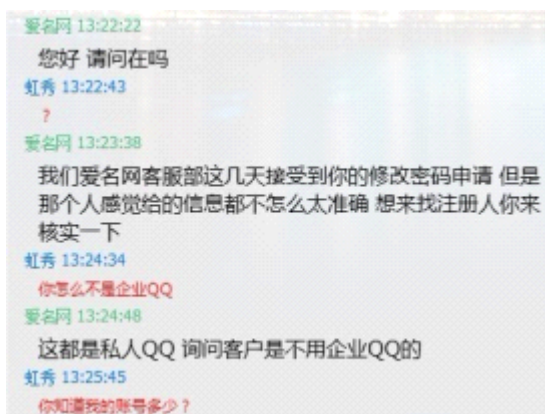 爱名网 13:22:22
您好 请问在吗
虹秀 13:22:43
?
爱名网 13:23:38
我们爱名网客服部这几天接受到你的修改密码申请 但是
那个人感觉给的信息都不怎么太准确 想来找注册人你来
核实一下
虹秀 13:24:34
你怎么不是企业QQ
爱名网 13:24:48
这都是私人QQ 询问客户是不用企业QQ的
虹秀 13:25:45
你知道我的账号多少?